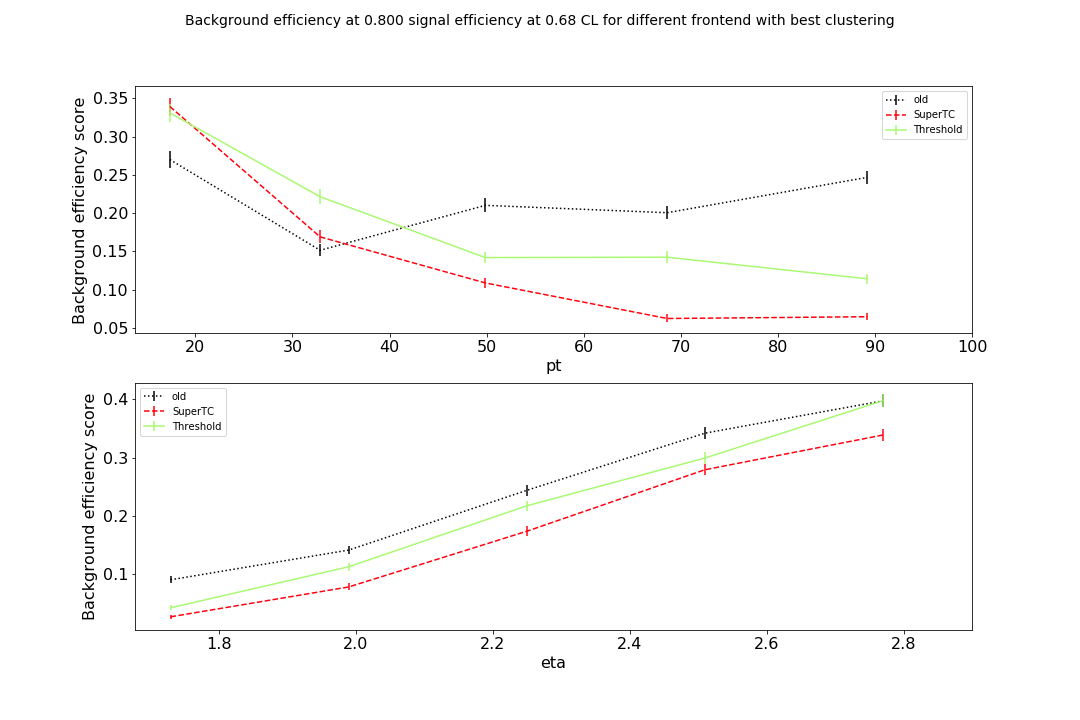 Background efficiency at 0.800 signal efficiency at 0.68 CL for different frontend with best clustering
old
SuperTC
Threshold
Background efficiency score
0.35
0.30
0.25
0.20
0.15
0.10
0.05
20 30 40 50 60 70 80 90 100
pt
old
SuperTC
Threshold
Background efficiency score
0.4
0.3
0.2
0.1
1.8 2.0 2.2 2.4 2.6 2.8
eta